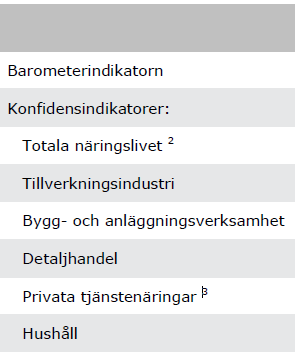 Barometerindikatorn
Konfidensindikatorer:
Totala näringslivet ²
Tillverkningsindustri
Bygg- och anläggningsverksamhet
Detaljhandel
Privata tjänstenäringar ³
Hushåll